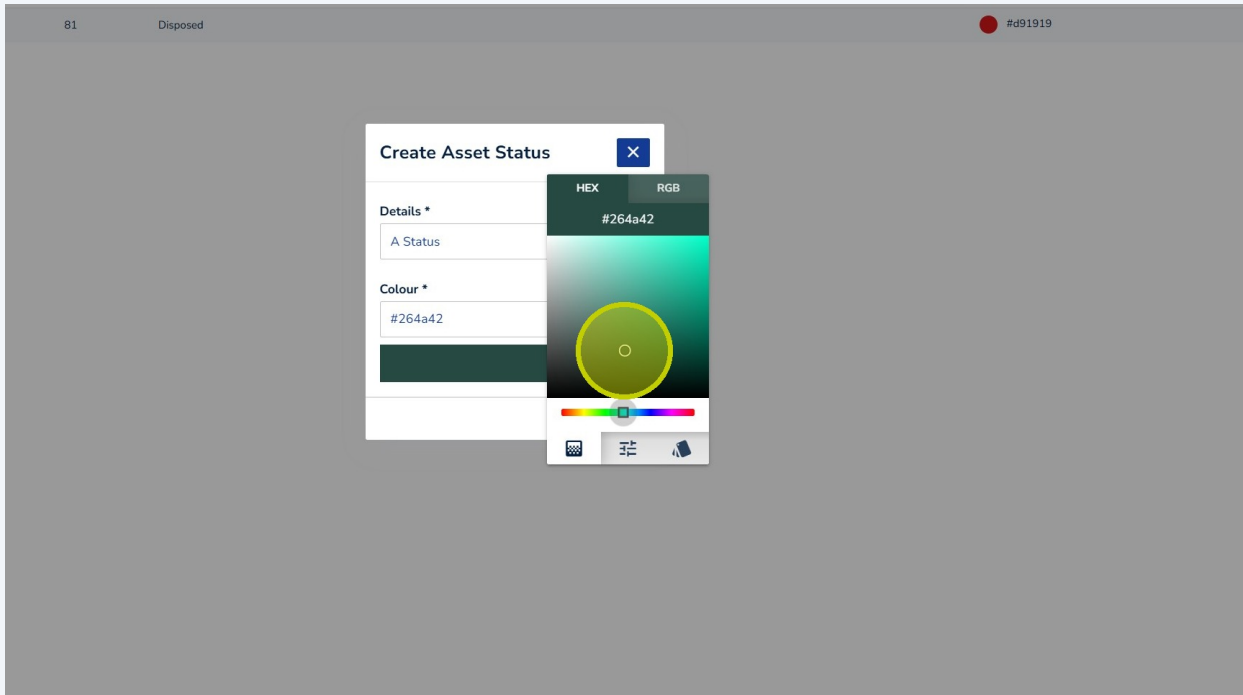 81 Disposed #d91919
Create Asset Status
HEX RGB
#264a42
Details *
A Status
Colour *
#264a42